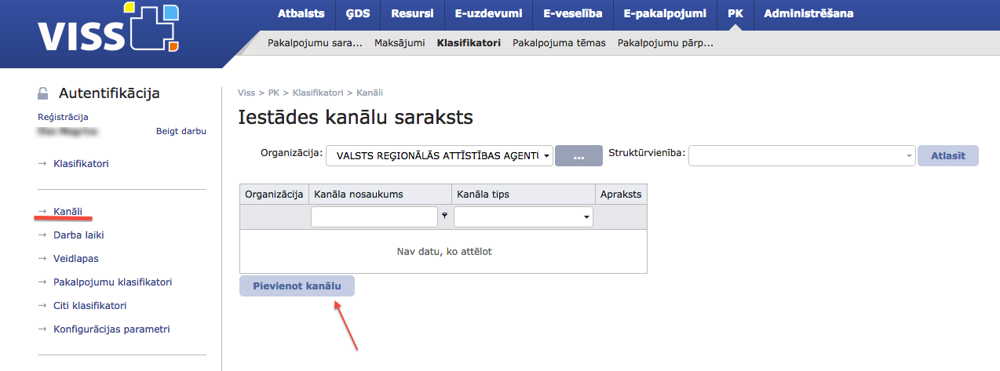 VISS
Atbalsts ĢDS Resursi E-uzdevumi E-veselība E-pakalpojumi PK Administrēšana
Pakalpojumu sara... Maksājumi Klasifikatori Pakalpojuma tēmas Pakalpojumu pārp...
Autentifikācija
Reģistrācija
Beigt darbu
→ Klasifikatori
→ Kanāli
→ Darba laiki
→ Veidlapas
→ Pakalpojumu klasifikatori
→ Citi klasifikatori
→ Konfigurācijas parametri
Viss > PK > Klasifikatori > Kanāli
Iestādes kanālu saraksts
Organizācija: VALSTS REĢIONĀLĀS ATTĪSTĪBAS AĢENTŪ ... Struktūrvienība: Atlasīt
Organizācija Kanāla nosaukums Kanāla tips Apraksts
Nav datu, ko attēlot
Pievienot kanālu